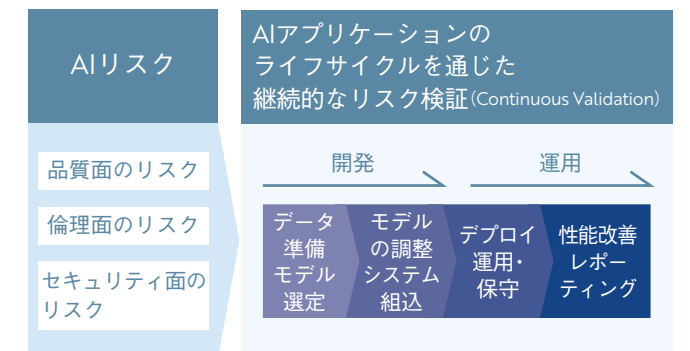 AIリスク
品質面のリスク
倫理面のリスク
セキュリティ面の
リスク
AIアプリケーションの
ライフサイクルを通じた
継続的なリスク検証(Continuous Validation)
開発
運用
データ
準備
モデル
選定
モデル
の調整
システム
組込
デプロイ
運用・
保守
性能改善
レポー
ティング